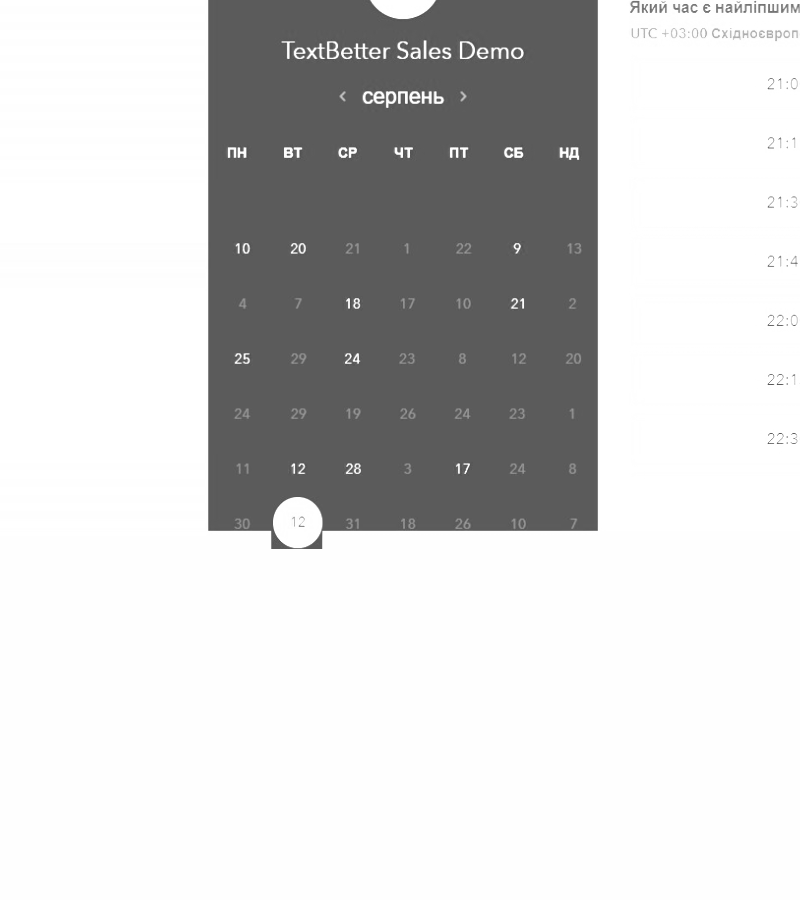 Який час є найліпшим
UTC +03:00 Східноєвроп
TextBetter Sales Demo
‹ серпень ›
ПН ВТ СР ЧТ ПТ СБ НД
10 20 21 1 22 9 13
4 7 18 17 10 21 2
25 29 24 23 8 12 20
24 29 19 26 24 23 1
11 12 28 3 17 24 8
30 12 31 18 26 10 7
21:0
21:1
21:3
21:4
22:0
22:1
22:3